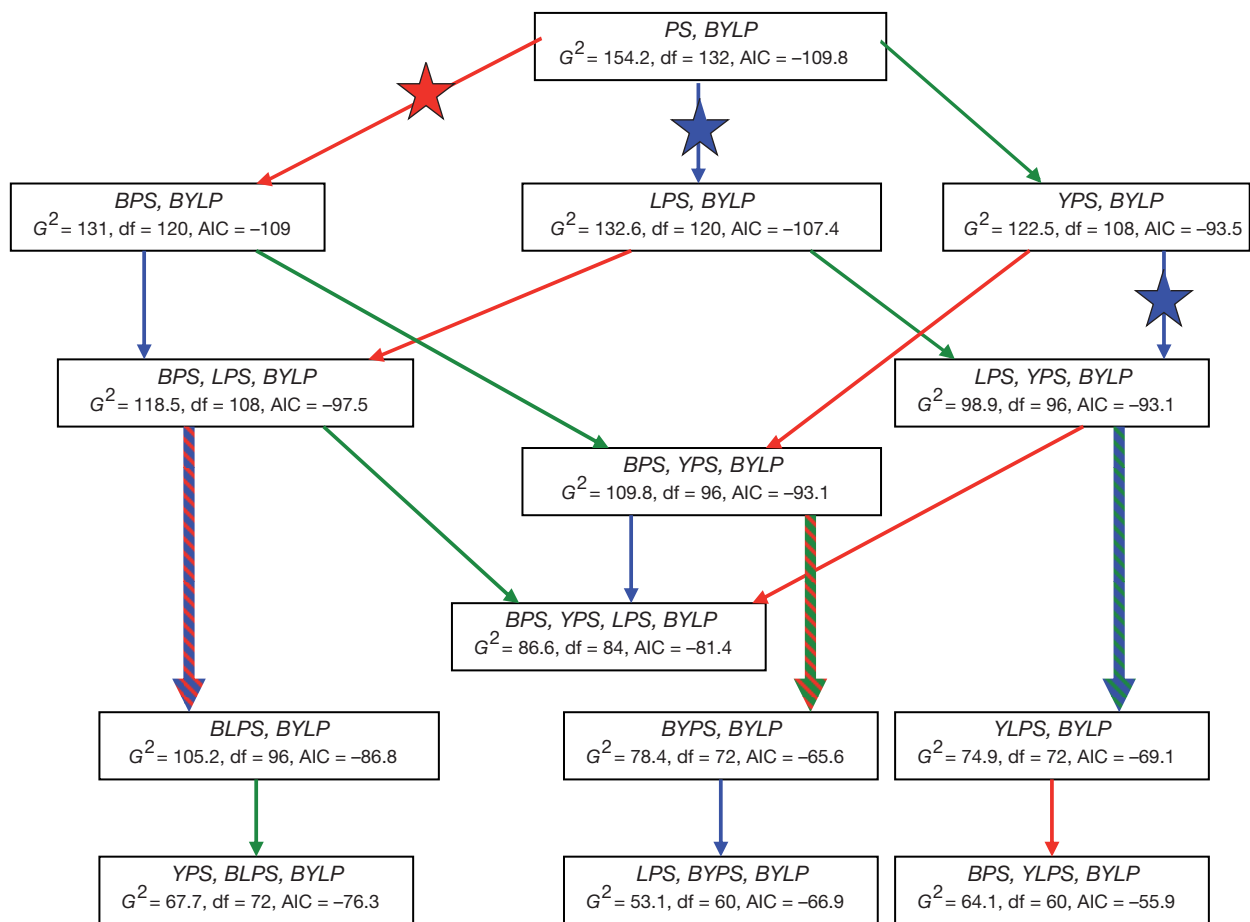 PS, BYLP
G² = 154.2, df = 132, AIC = –109.8
BPS, BYLP
G² = 131, df = 120, AIC = –109
LPS, BYLP
G² = 132.6, df = 120, AIC = –107.4
YPS, BYLP
G² = 122.5, df = 108, AIC = –93.5
BPS, LPS, BYLP
G² = 118.5, df = 108, AIC = –97.5
LPS, YPS, BYLP
G² = 98.9, df = 96, AIC = –93.1
BPS, YPS, BYLP
G² = 109.8, df = 96, AIC = –93.1
BPS, YPS, LPS, BYLP
G² = 86.6, df = 84, AIC = –81.4
BLPS, BYLP
G² = 105.2, df = 96, AIC = –86.8
BYPS, BYLP
G² = 78.4, df = 72, AIC = –65.6
YLPS, BYLP
G² = 74.9, df = 72, AIC = –69.1
YPS, BLPS, BYLP
G² = 67.7, df = 72, AIC = –76.3
LPS, BYPS, BYLP
G² = 53.1, df = 60, AIC = –66.9
BPS, YLPS, BYLP
G² = 64.1, df = 60, AIC = –55.9